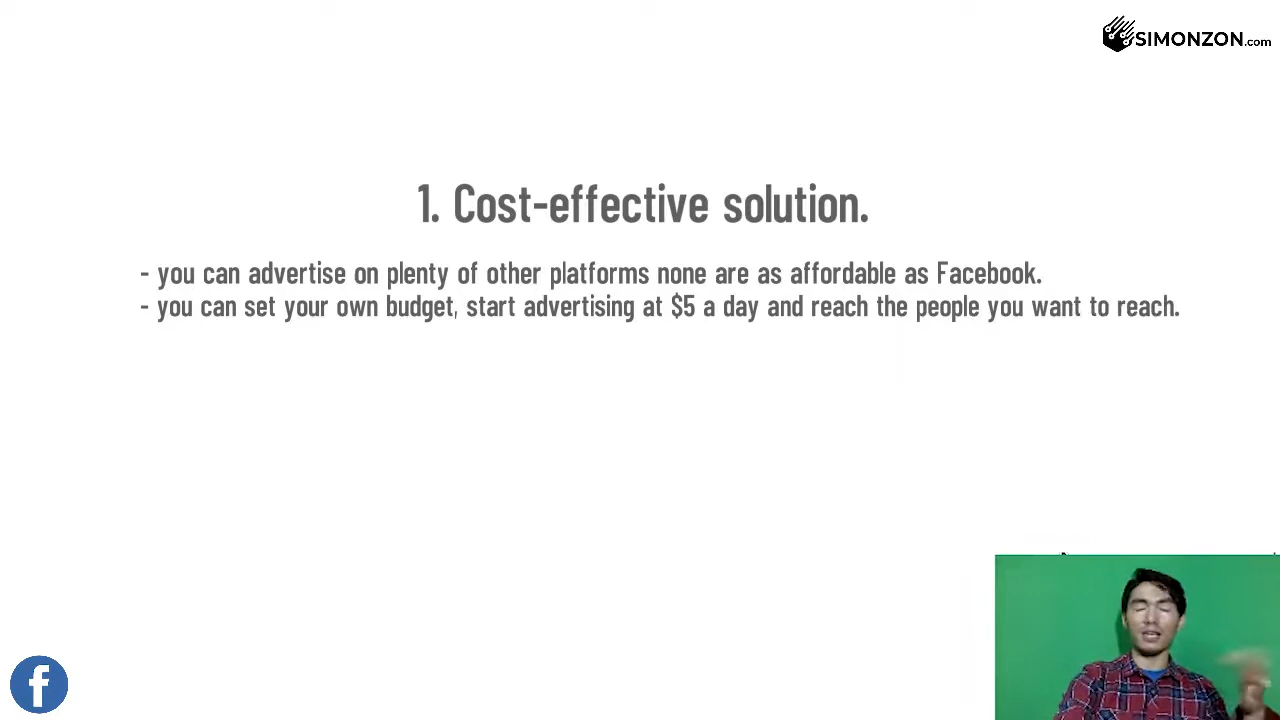 SIMONZON.com
1. Cost-effective solution.
- you can advertise on plenty of other platforms none are as affordable as Facebook.
- you can set your own budget, start advertising at $5 a day and reach the people you want to reach.
f